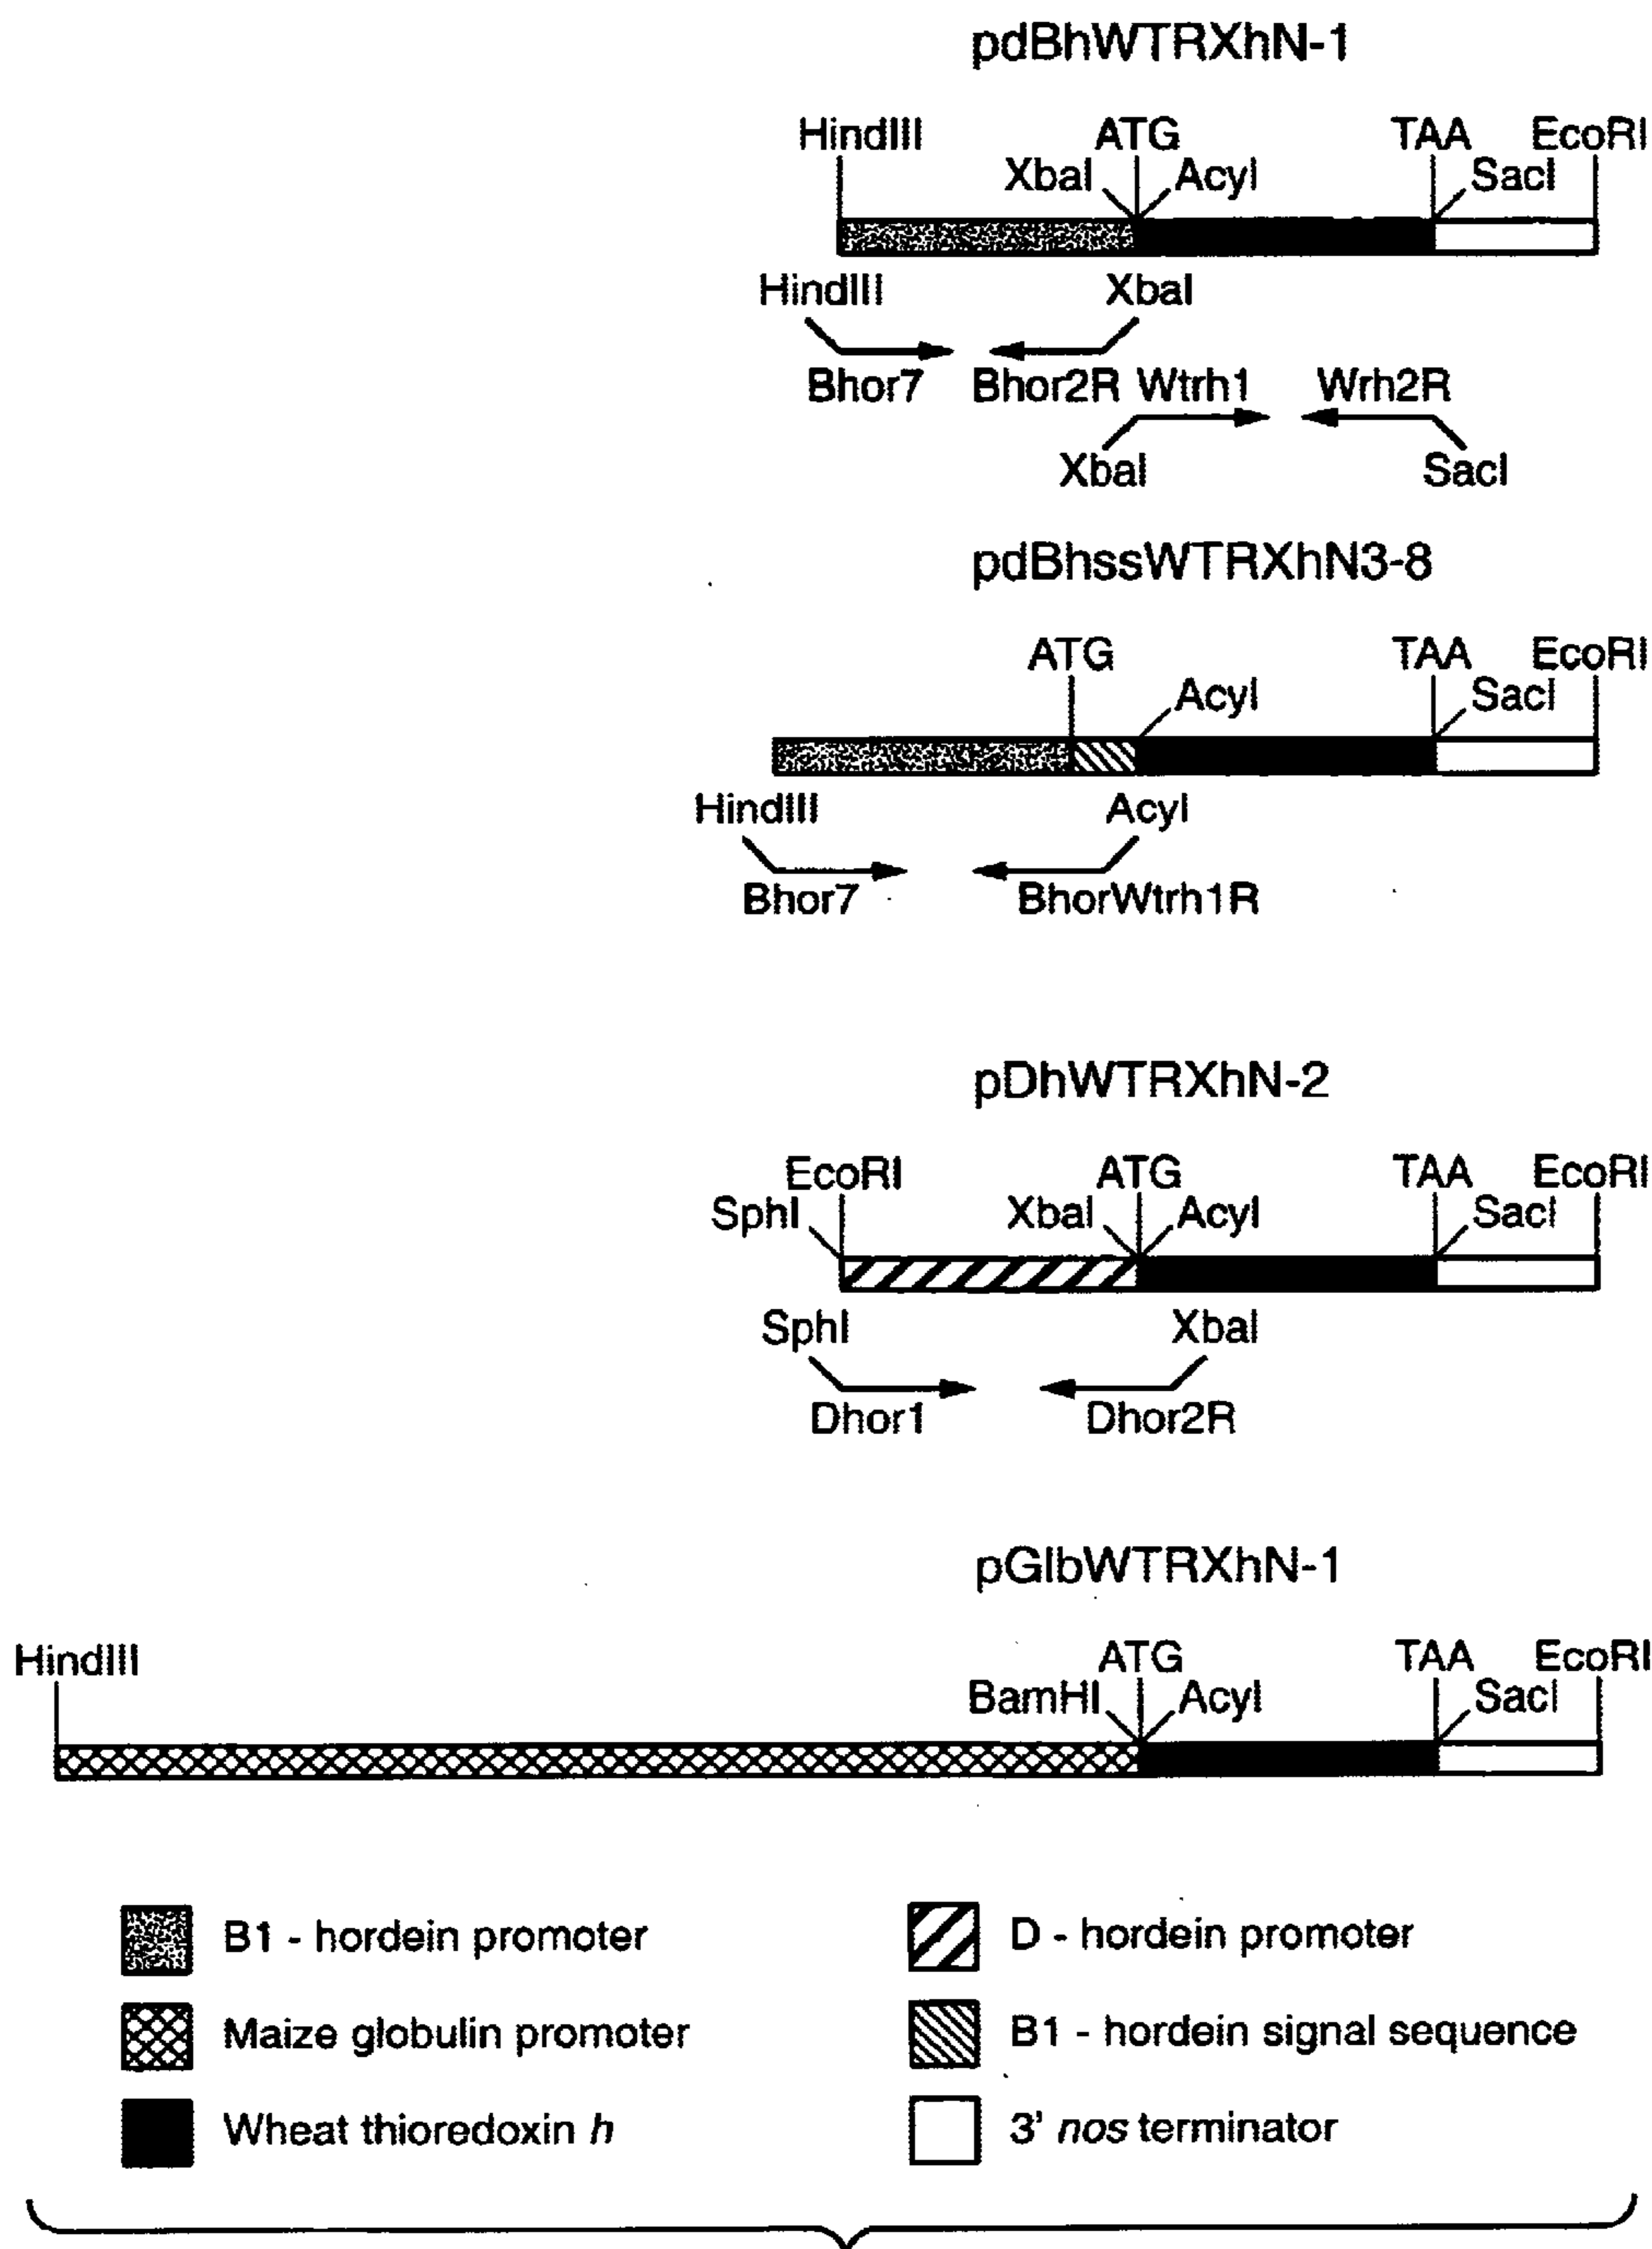 pdBhWTRXhN-1
HindIII ATG TAA EcoRI
XbaI AcyI SacI
HindIII XbaI
Bhor7 Bhor2R Wtrh1 Wrh2R
XbaI SacI
pdBhssWTRXhN3-8
ATG TAA EcoRI
AcyI SacI
HindIII AcyI
Bhor7 BhorWtrh1R
pDhWTRXhN-2
EcoRI ATG TAA EcoRI
SphI XbaI AcyI SacI
SphI XbaI
Dhor1 Dhor2R
pGlbWTRXhN-1
HindIII ATG TAA EcoRI
BamHI AcyI SacI
B1 - hordein promoter
D - hordein promoter
Maize globulin promoter
B1 - hordein signal sequence
Wheat thioredoxin h
3' nos terminator